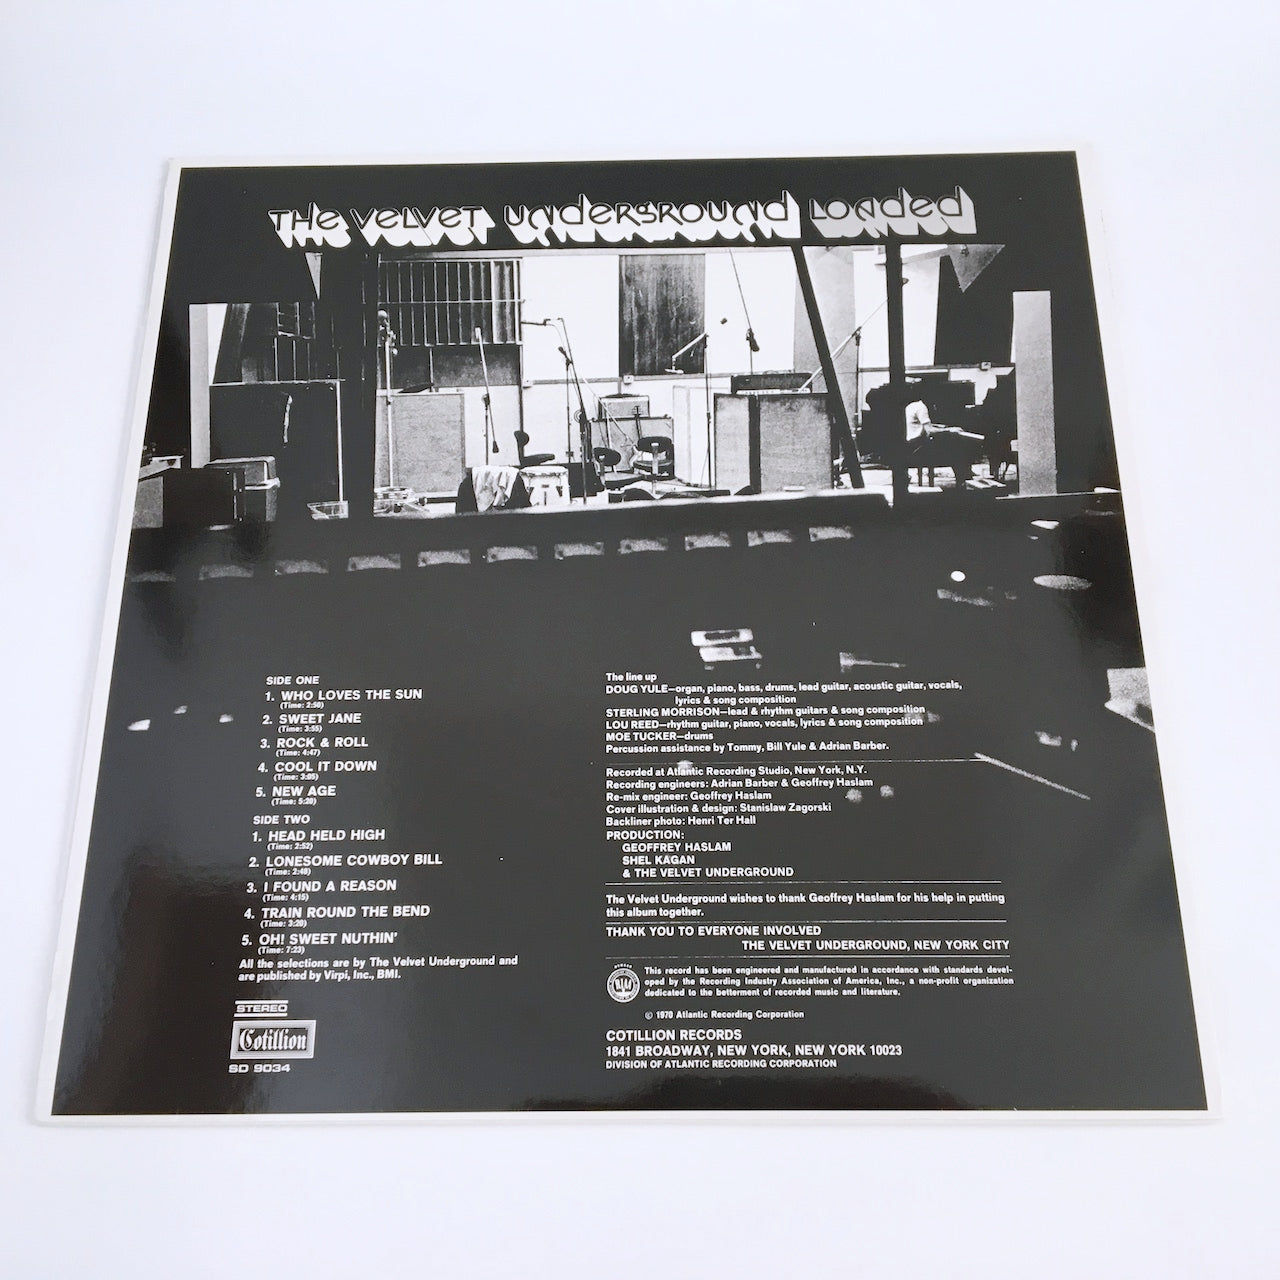 THE VELVET UNDERGROUND LOADED
SIDE ONE
1. WHO LOVES THE SUN
(Time: 2:50)
2. SWEET JANE
(Time: 3:55)
3. ROCK & ROLL
(Time: 4:47)
4. COOL IT DOWN
(Time: 3:05)
5. NEW AGE
(Time: 5:20)
SIDE TWO
1. HEAD HELD HIGH
(Time: 2:52)
2. LONESOME COWBOY BILL
(Time: 2:48)
3. I FOUND A REASON
(Time: 4:15)
4. TRAIN ROUND THE BEND
(Time: 3:20)
5. OH! SWEET NUTHIN'
(Time: 7:23)
All the selections are by The Velvet Underground and
are published by Virpi, Inc., BMI.
STEREO
Cotillion
SD 9034
The line up
DOUG YULE—organ, piano, bass, drums, lead guitar, acoustic guitar, vocals,
lyrics & song composition
STERLING MORRISON—lead & rhythm guitars & song composition
LOU REED—rhythm guitar, piano, vocals, lyrics & song composition
MOE TUCKER—drums
Percussion assistance by Tommy, Bill Yule & Adrian Barber.
Recorded at Atlantic Recording Studio, New York, N.Y.
Recording engineers: Adrian Barber & Geoffrey Haslam
Re-mix engineer: Geoffrey Haslam
Cover illustration & design: Stanislaw Zagorski
Backliner photo: Henri Ter Hall
PRODUCTION:
GEOFFREY HASLAM
SHEL KAGAN
& THE VELVET UNDERGROUND
The Velvet Underground wishes to thank Geoffrey Haslam for his help in putting
this album together.
THANK YOU TO EVERYONE INVOLVED
THE VELVET UNDERGROUND, NEW YORK CITY
This record has been engineered and manufactured in accordance with standards devel-
oped by the Recording Industry Association of America, Inc., a non-profit organization
dedicated to the betterment of recorded music and literature.
© 1970 Atlantic Recording Corporation
COTILLION RECORDS
1841 BROADWAY, NEW YORK, NEW YORK 10023
DIVISION OF ATLANTIC RECORDING CORPORATION